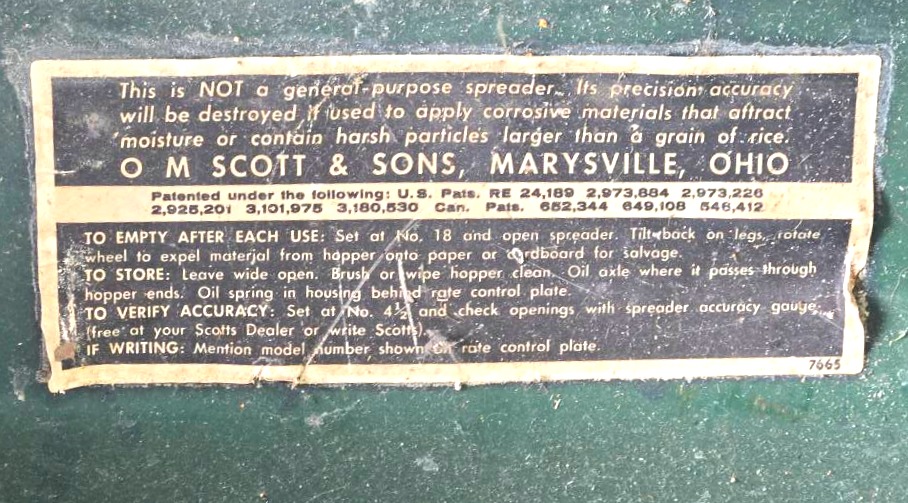 This is NOT a general-purpose spreader. Its precision accuracy
will be destroyed if used to apply corrosive materials that attract
moisture or contain harsh particles larger than a grain of rice.
O M SCOTT & SONS, MARYSVILLE, OHIO
Patented under the following: U.S. Pats. RE 24,189 2,973,884 2,973,226
2,925,201 3,101,975 3,180,530 Can. Pats. 652,344 649,108 546,412
TO EMPTY AFTER EACH USE: Set at No. 18 and open spreader. Tilt back on legs, rotate
wheel to expel material from hopper onto paper or cardboard for salvage.
TO STORE: Leave wide open. Brush or wipe hopper clean. Oil axle where it passes through
hopper ends. Oil spring in housing behind rate control plate.
TO VERIFY ACCURACY: Set at No. 4½ and check openings with spreader accuracy gauge
(free at your Scotts Dealer or write Scotts).
IF WRITING: Mention model number shown on rate control plate.
7665